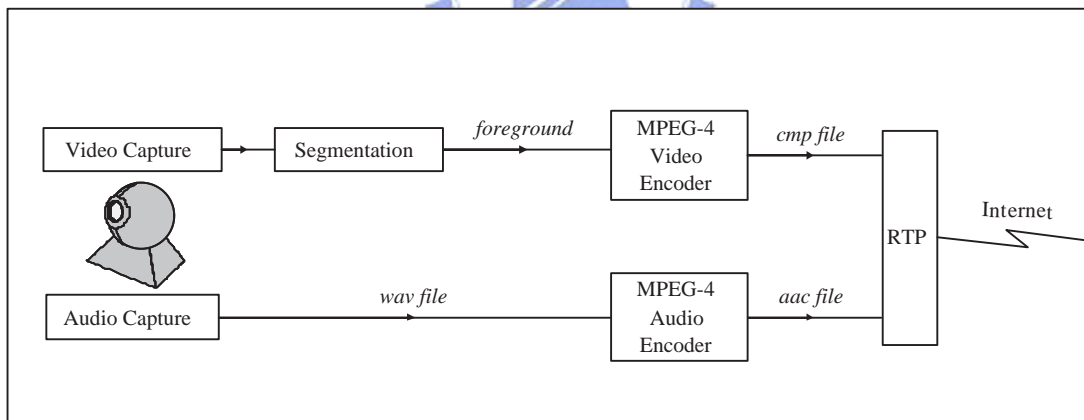 Video Capture
Segmentation
foreground
MPEG-4
Video
Encoder
cmp file
RTP
Internet
Audio Capture
wav file
MPEG-4
Audio
Encoder
aac file